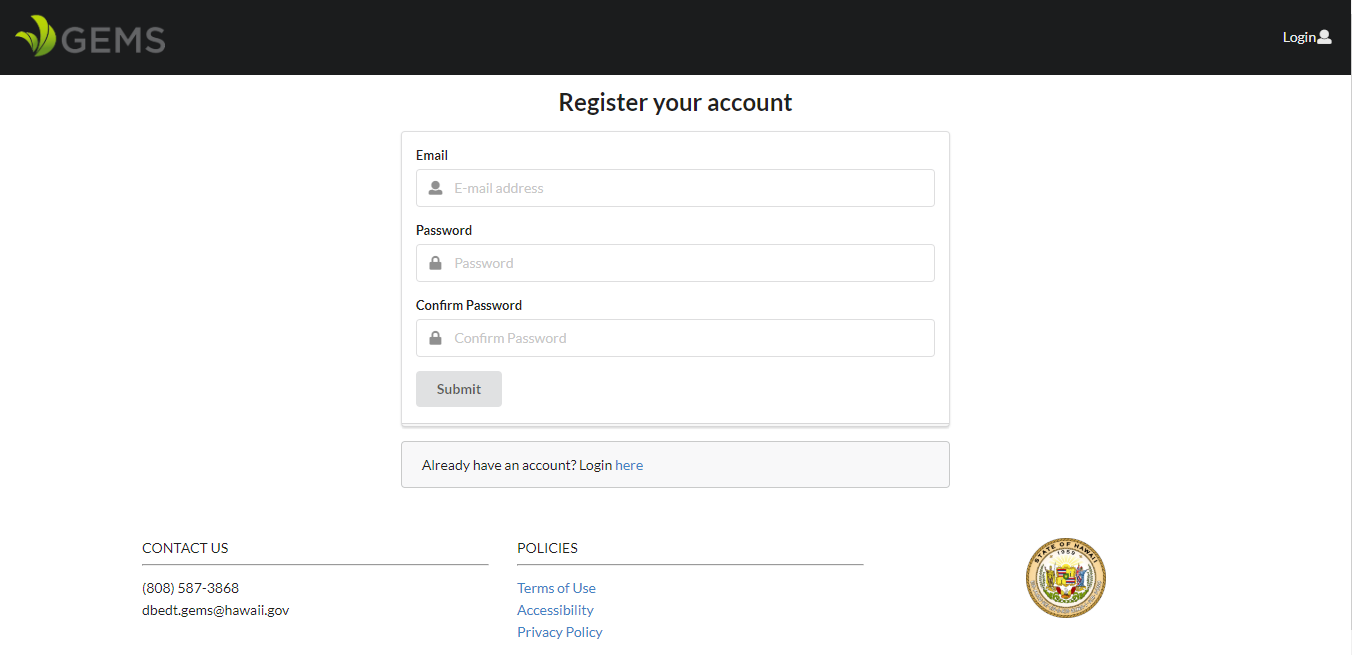 GEMS
Login
Register your account
Email
E-mail address
Password
Password
Confirm Password
Confirm Password
Submit
Already have an account? Login here
CONTACT US
(808) 587-3868
dbedt.gems@hawaii.gov
POLICIES
Terms of Use
Accessibility
Privacy Policy
STATE OF HAWAII
1959